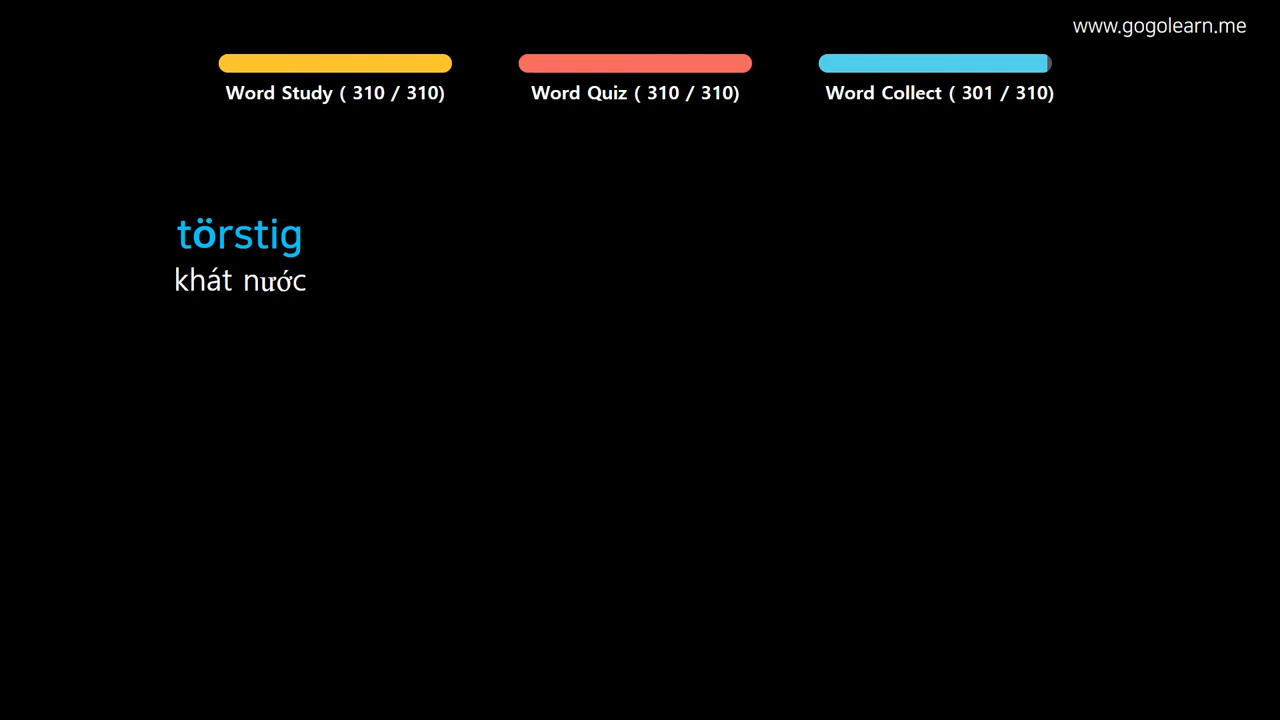 www.gogolearn.me
Word Study ( 310 / 310)
Word Quiz ( 310 / 310)
Word Collect ( 301 / 310)
törstig
khát nước